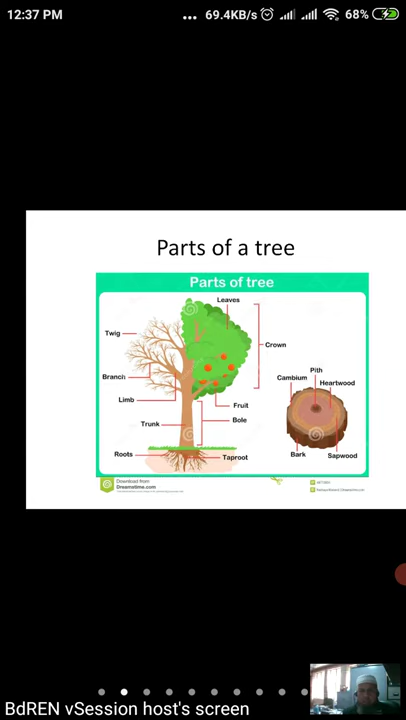 12:37 PM
... 69.4KB/s 68%
Parts of a tree
Parts of tree
Leaves
Twig
Crown
Branch
Pith
Cambium
Heartwood
Limb
Fruit
Bole
Trunk
Roots
Taproot
Bark
Sapwood
Download from
Dreamstime.com
BdREN vSession host's screen